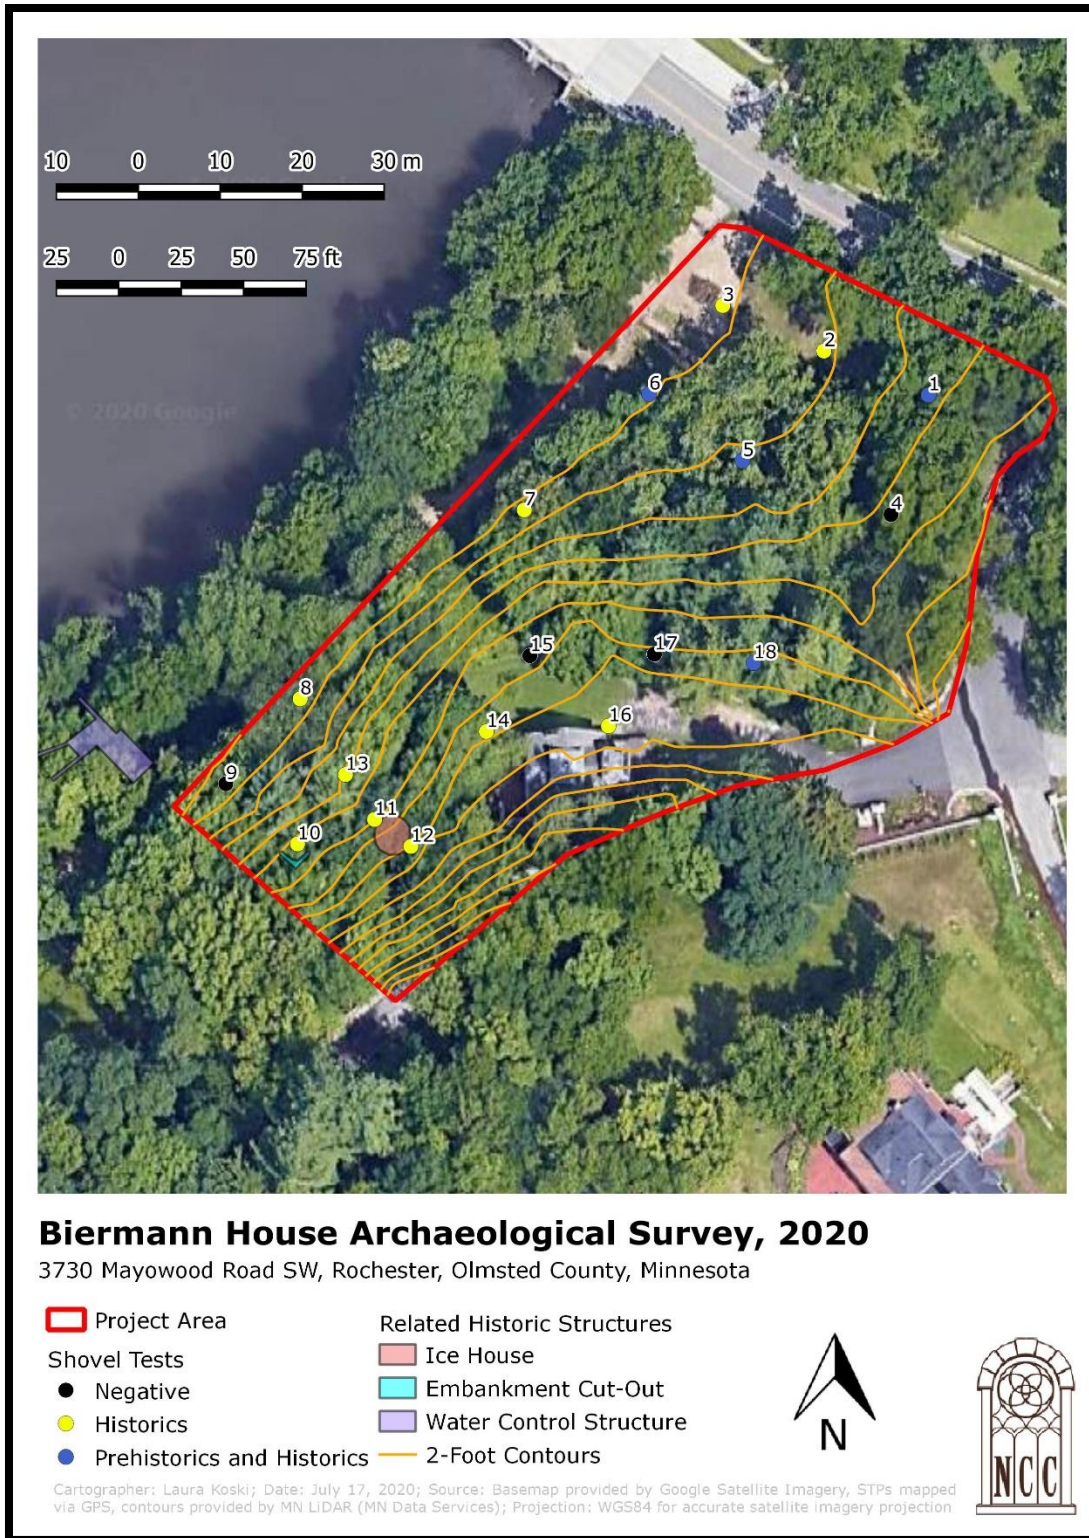 10 0 10 20 30 m
25 0 25 50 75 ft
© 2020 Google
3
2
6
1
5
4
7
15
17
18
8
14
16
9
13
11
10
12
Biermann House Archaeological Survey, 2020
3730 Mayowood Road SW, Rochester, Olmsted County, Minnesota
Project Area
Shovel Tests
Negative
Historics
Prehistorics and Historics
Related Historic Structures
Ice House
Embankment Cut-Out
Water Control Structure
2-Foot Contours
N
NCC
Cartographer: Laura Koski; Date: July 17, 2020; Source: Basemap provided by Google Satellite Imagery, STPs mapped
via GPS, contours provided by MN LiDAR (MN Data Services); Projection: WGS84 for accurate satellite imagery projection